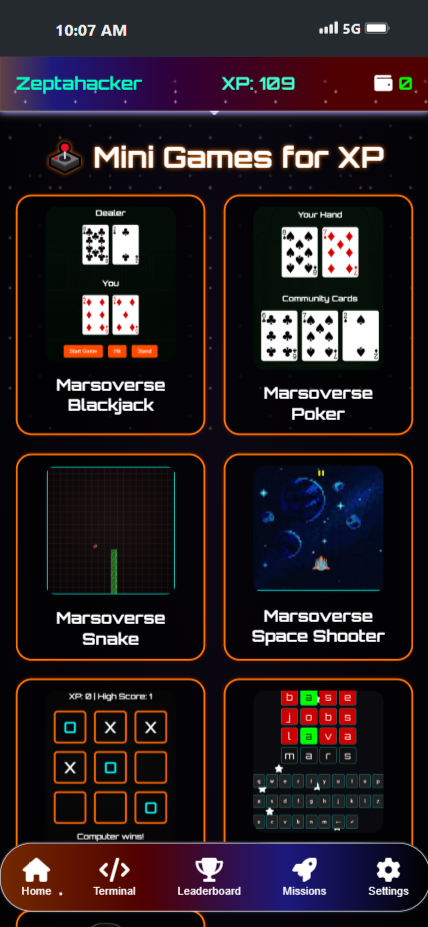 10:07 AM
5G
Zeptahacker
XP: 109
0
Mini Games for XP
Dealer
You
Start Game
Hit
Stand
Marsoverse
Blackjack
Your Hand
Community Cards
Marsoverse
Poker
Marsoverse
Snake
Marsoverse
Space Shooter
XP: 0 | High Score: 1
O X X
X O
O
Computer wins!
b a s e
j o b s
l a v a
m a r s
q w e r t y u i o p
a s d f g h j k l z
x c v b n m
Home
Terminal
Leaderboard
Missions
Settings